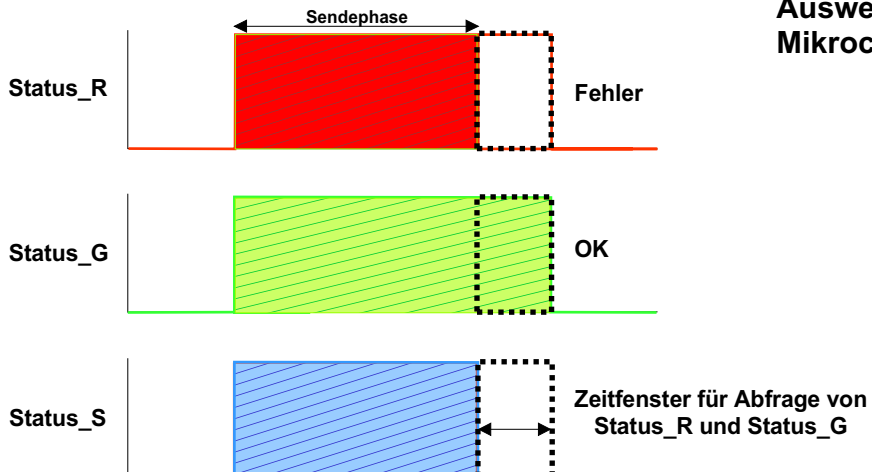 Sendephase
Auswe
Mikroc
Status_R
Fehler
Status_G
OK
Status_S
Zeitfenster für Abfrage von
Status_R und Status_G